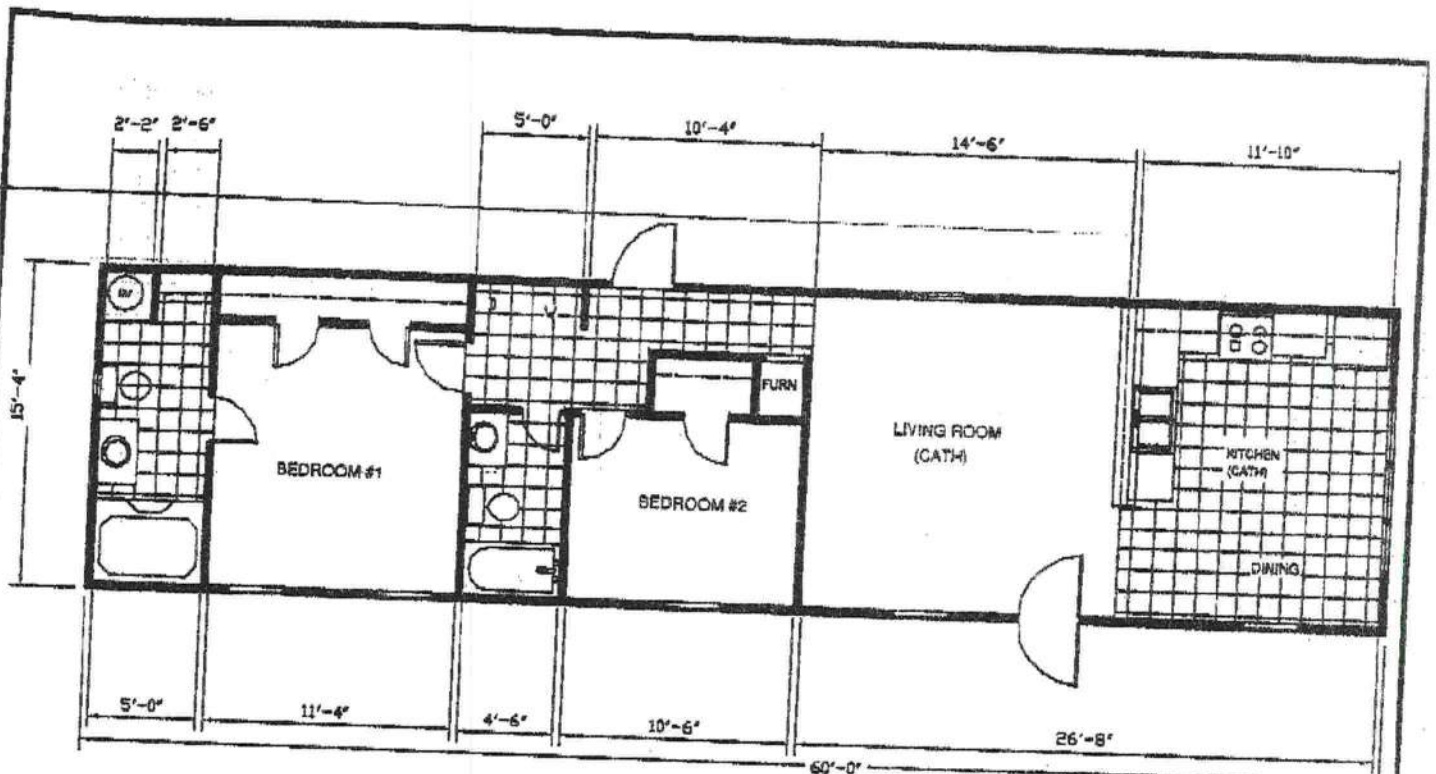 2'-2"
2'-6"
5'-0"
10'-4"
14'-6"
11'-10"
15'-4"
FURN
LIVING ROOM
(CATH)
KITCHEN
(CATH)
BEDROOM #1
BEDROOM #2
DINING
5'-0"
11'-4"
4'-6"
10'-6"
26'-8"
60'-0"